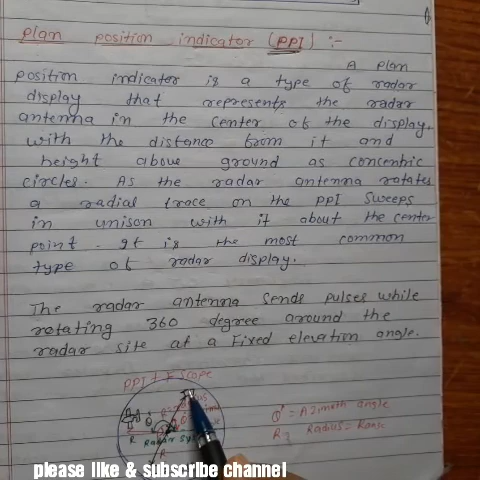 Plan position indicator (PPI) :-
A plan
position indicator is a type of radar
display that represents the radar
antenna in the center of the display,
with the distance from it and
height above ground as concentric
circles. As the radar antenna rotates
a radial trace on the PPI sweeps
in unison with it about the center
point. It is the most common
type of radar display.
The radar antenna sends pulses while
rotating 360 degree around the
radar site at a fixed elevation angle.
PPI scope
θ = Azimuth angle
R = Radius =
R
Radar
R
please like & subscribe channel